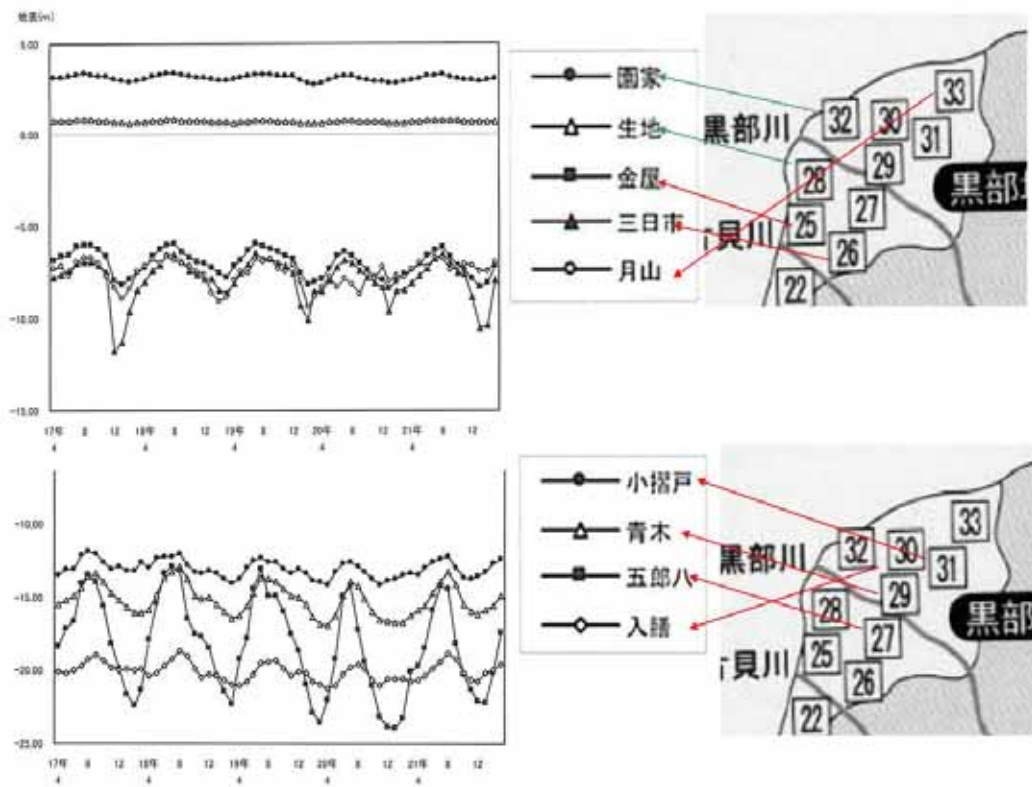 地表(m)
5.00
0.00
-5.00
-10.00
-15.00
17年 8 12 18年 8 12 19年 8 12 20年 8 12 21年 8 12
4 4 4 4 4
園家
生地
金屋
三日市
月山
黒部川
32
30
33
31
29
28
27
25
26
22
貝川
黒部
-10.00
-15.00
-20.00
-25.00
17年 8 12 18年 8 12 19年 8 12 20年 8 12 21年 8 12
4 4 4 4 4
小摺戸
青木
五郎八
入膳
黒部川
32
30
33
31
29
28
27
25
26
22
貝川
黒部